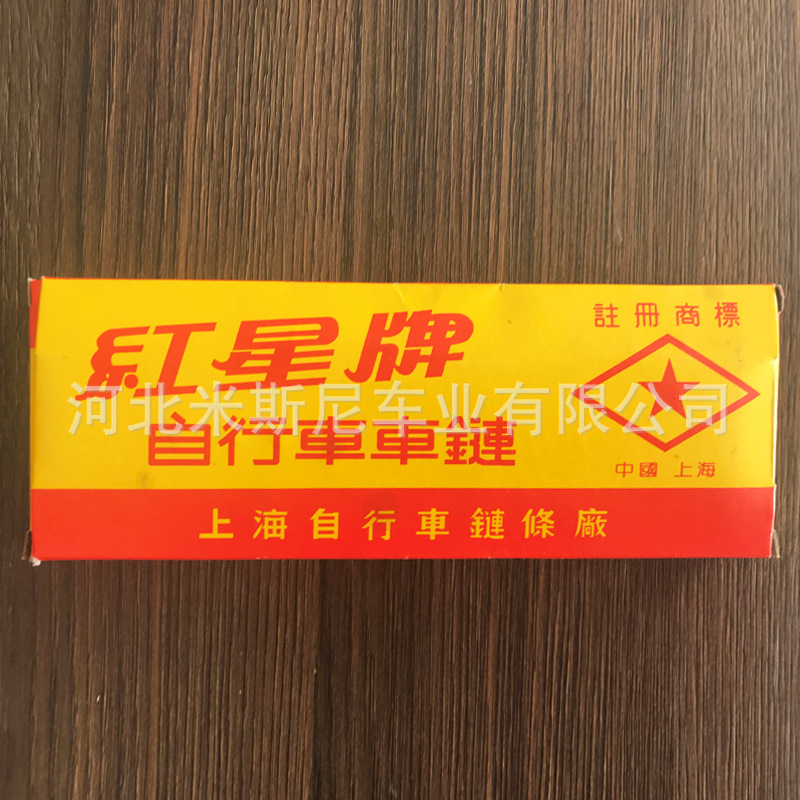 紅星牌
註冊商標
河北米斯尼车业有限公司
自行車車鏈
中國 上海
上海自行車鏈條廠